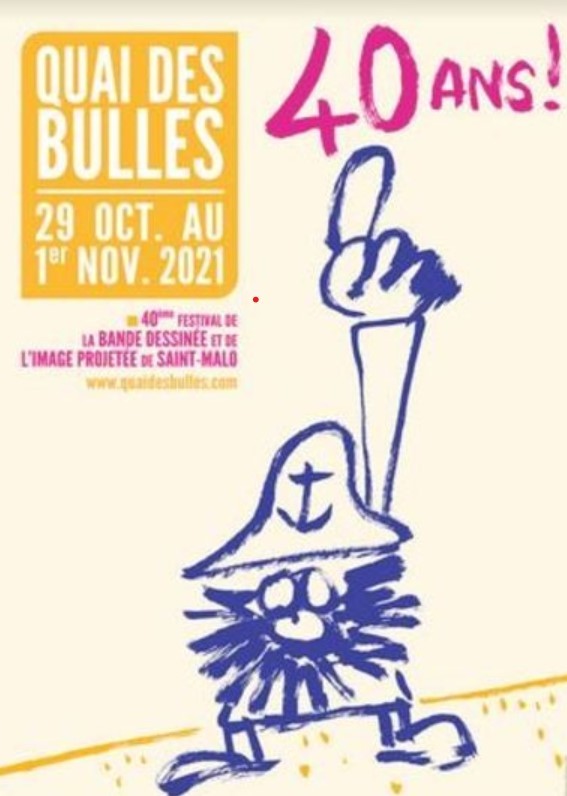 QUAI DES
BULLES
29 OCT. AU
1er NOV. 2021
40 ANS!
40ème FESTIVAL DE
LA BANDE DESSINÉE ET DE
L'IMAGE PROJETÉE DE SAINT-MALO
www.quaidesbulles.com